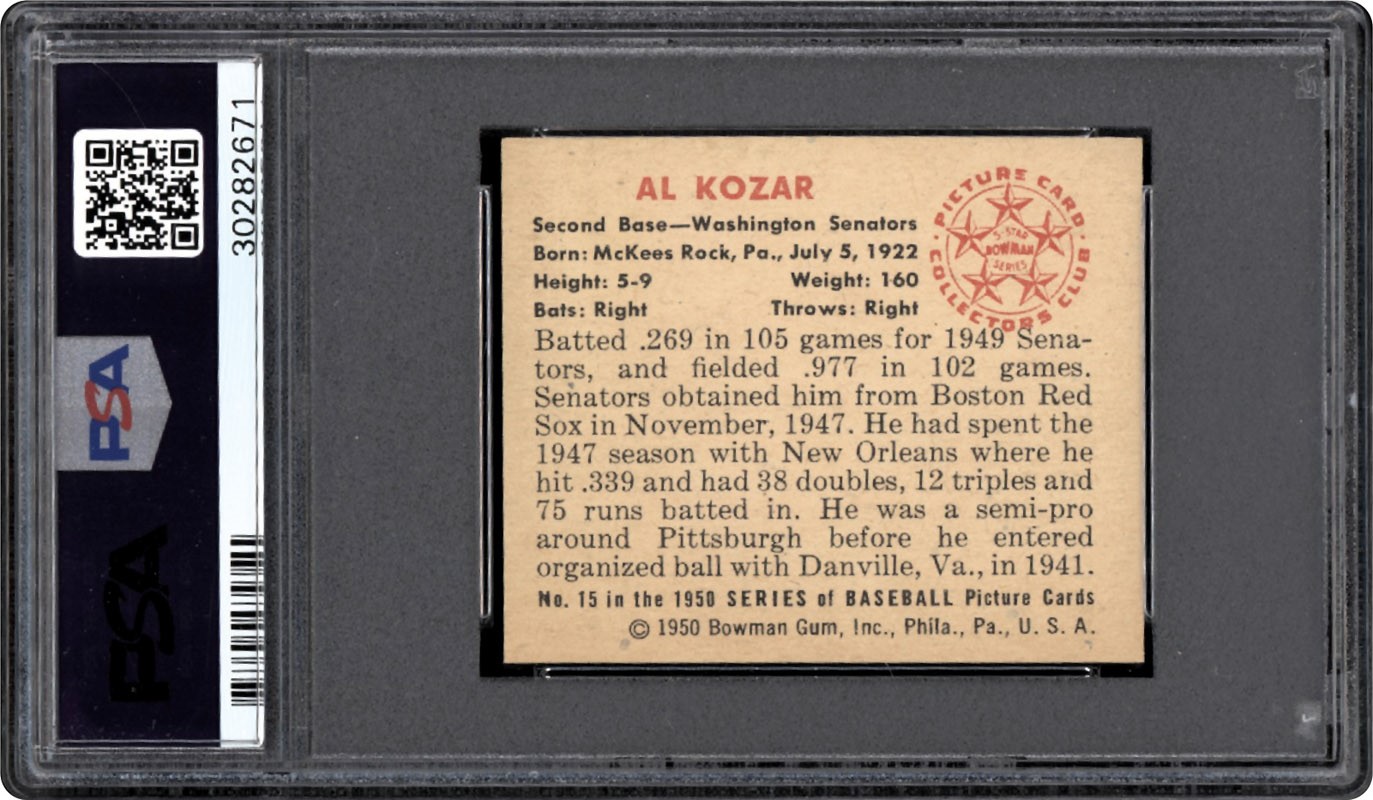 30282671
PSA
PSA
AL KOZAR
Second Base—Washington Senators
Born: McKees Rock, Pa., July 5, 1922
Height: 5-9 Weight: 160
Bats: Right Throws: Right
PICTURE CARD
COLLECTORS CLUB
5-STAR
BOWMAN
SERIES
Batted .269 in 105 games for 1949 Sena-
tors, and fielded .977 in 102 games.
Senators obtained him from Boston Red
Sox in November, 1947. He had spent the
1947 season with New Orleans where he
hit .339 and had 38 doubles, 12 triples and
75 runs batted in. He was a semi-pro
around Pittsburgh before he entered
organized ball with Danville, Va., in 1941.
No. 15 in the 1950 SERIES of BASEBALL Picture Cards
© 1950 Bowman Gum, Inc., Phila., Pa., U. S. A.